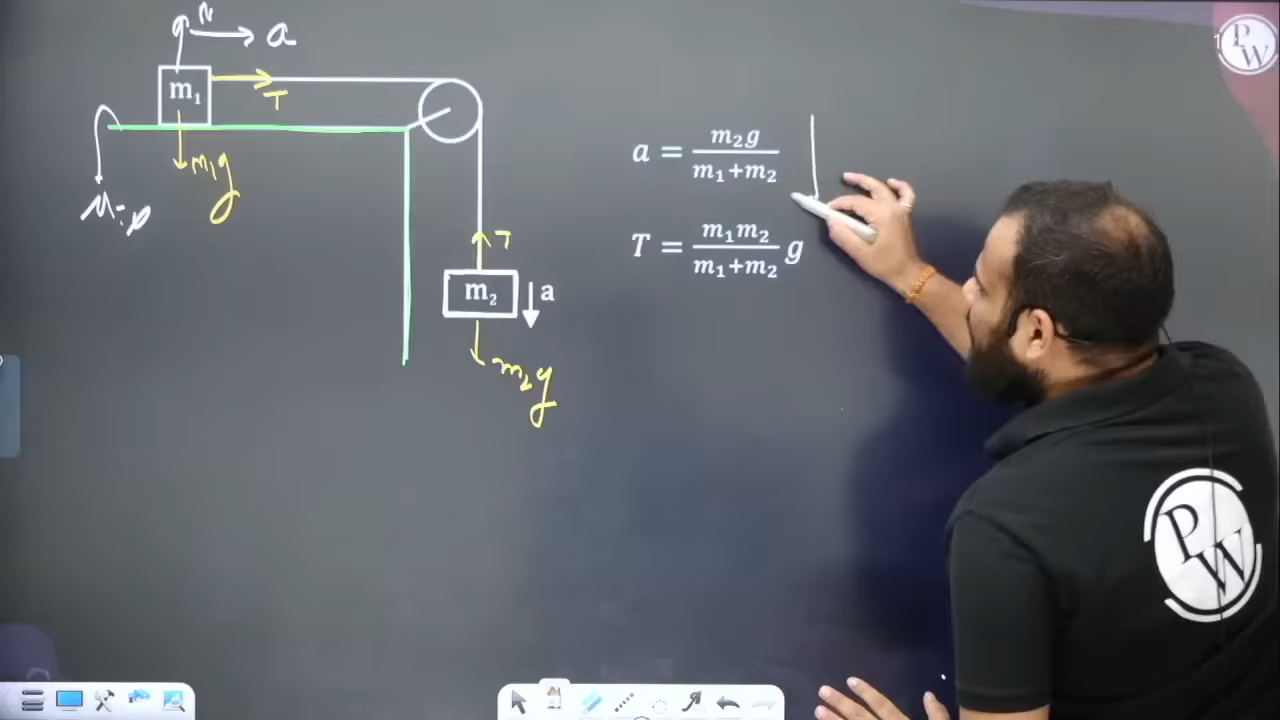 N
a
m₁
T
m₁g
μ=0
T
m₂
a
m₂g
a = m₂g / m₁+m₂
T = m₁m₂ / m₁+m₂ g
PW
PW